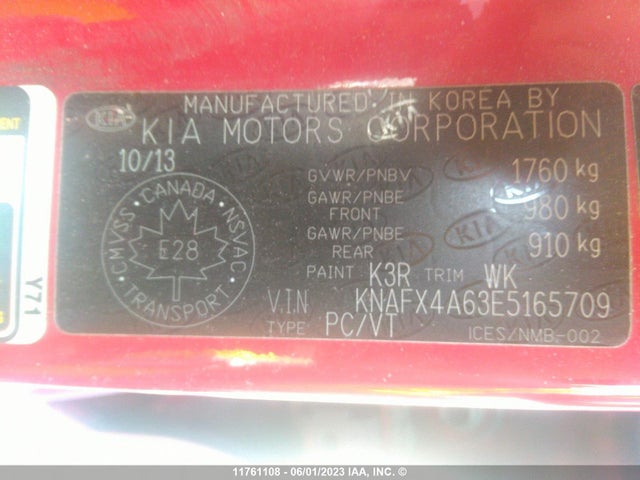 MANUFACTURED IN KOREA BY
KIA
KIA MOTORS CORPORATION
10/13
GVWR/PNBV 1760 kg
GAWR/PNBE
FRONT 980 kg
GAWR/PNBE
REAR 910 kg
PAINT K3R TRIM WK
V.I.N KNAFX4A63E5165709
TYPE PC/VT
ICES/NMB-002
CMVSS · CANADA · NSVAC
E28
TRANSPORT
Y71
11761108 - 06/01/2023 IAA, INC. ©